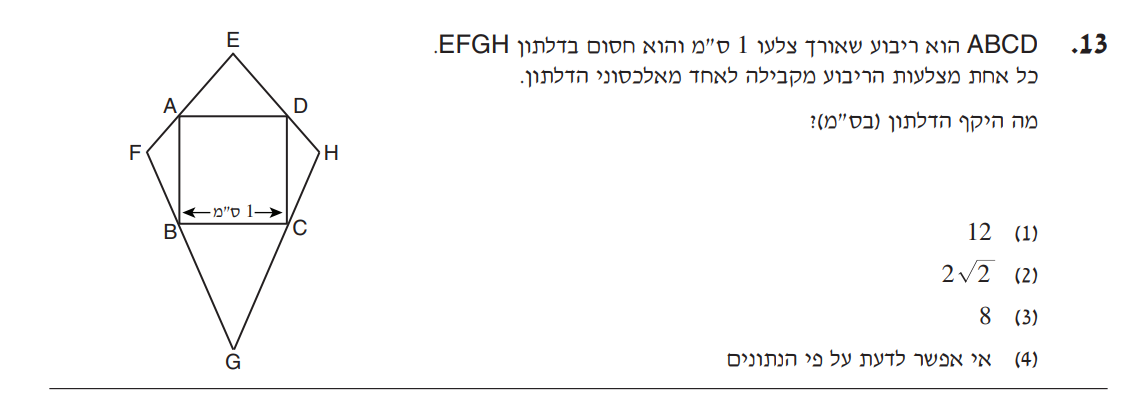 13. ABCD הוא ריבוע שאורך צלעו 1 ס"מ והוא חסום בדלתון EFGH.
כל אחת מצלעות הריבוע מקבילה לאחד מאלכסוני הדלתון.
מה היקף הדלתון (בס"מ)?
(1) 12
(2) 2√2
(3) 8
(4) אי אפשר לדעת על פי הנתונים
E
A D
F H
1 ס"מ
B C
G